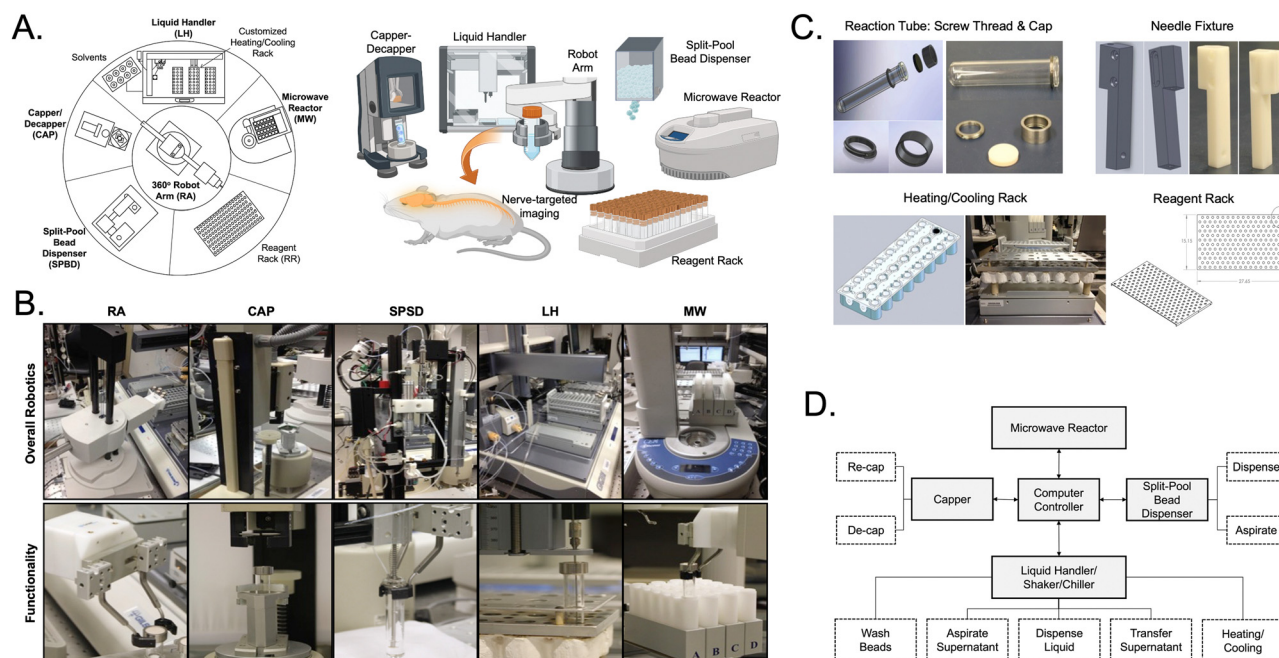 A.
Liquid Handler
(LH)
Customized
Heating/Cooling
Rack
Solvents
Capper/
Decapper
(CAP)
Microwave
Reactor
(MW)
360º Robot
Arm (RA)
Split-Pool
Bead
Dispenser
(SPBD)
Reagent
Rack (RR)
Capper-
Decapper
Liquid Handler
Robot
Arm
Split-Pool
Bead Dispenser
Microwave Reactor
Nerve-targeted
imaging
Reagent Rack
B.
RA
CAP
SPSD
LH
MW
Overall Robotics
Functionality
A B C D
A B C D
C.
Reaction Tube: Screw Thread & Cap
Needle Fixture
Heating/Cooling Rack
Reagent Rack
D.
Microwave Reactor
Re-cap
De-cap
Capper
Computer
Controller
Split-Pool
Bead
Dispenser
Dispense
Aspirate
Liquid Handler/
Shaker/Chiller
Wash
Beads
Aspirate
Supernatant
Dispense
Liquid
Transfer
Supernatant
Heating/
Cooling